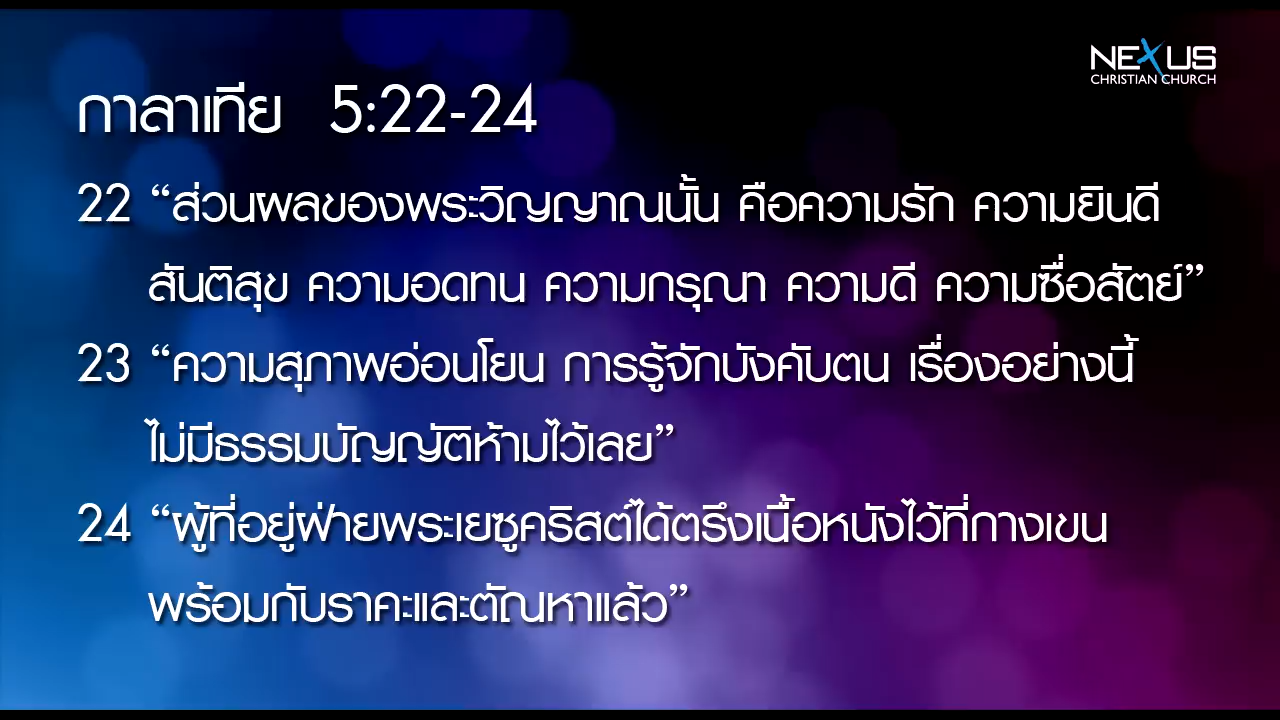 NEXUS
CHRISTIAN CHURCH
กาลาเทีย 5:22-24
22 “ส่วนผลของพระวิญญาณนั้น คือความรัก ความยินดี
สันติสุข ความอดทน ความกรุณา ความดี ความซื่อสัตย์”
23 “ความสุภาพอ่อนโยน การรู้จักบังคับตน เรื่องอย่างนี้
ไม่มีธรรมบัญญัติห้ามไว้เลย”
24 “ผู้ที่อยู่ฝ่ายพระเยซูคริสต์ได้ตรึงเนื้อหนังไว้ที่กางเขน
พร้อมกับราคะและตัณหาแล้ว”